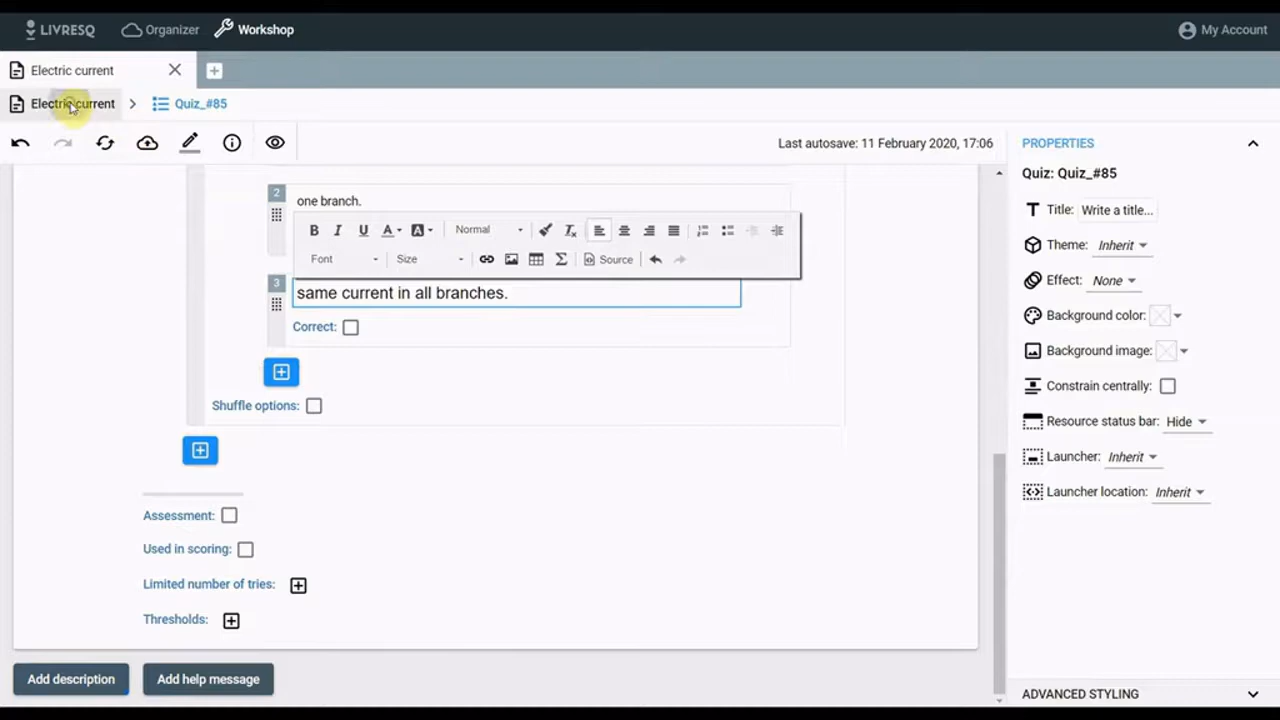 LIVRESQ Organizer Workshop My Account
Electric current
Electric current > Quiz_#85
Last autosave: 11 February 2020, 17:06
PROPERTIES
Quiz: Quiz_#85
Title: Write a title...
Theme: Inherit
Effect: None
Background color:
Background image:
Constrain centrally:
Resource status bar: Hide
Launcher: Inherit
Launcher location: Inherit
2
one branch.
B I U A A Normal
Font Size Source
3
same current in all branches.
Correct:
Shuffle options:
Assessment:
Used in scoring:
Limited number of tries:
Thresholds:
Add description Add help message
ADVANCED STYLING